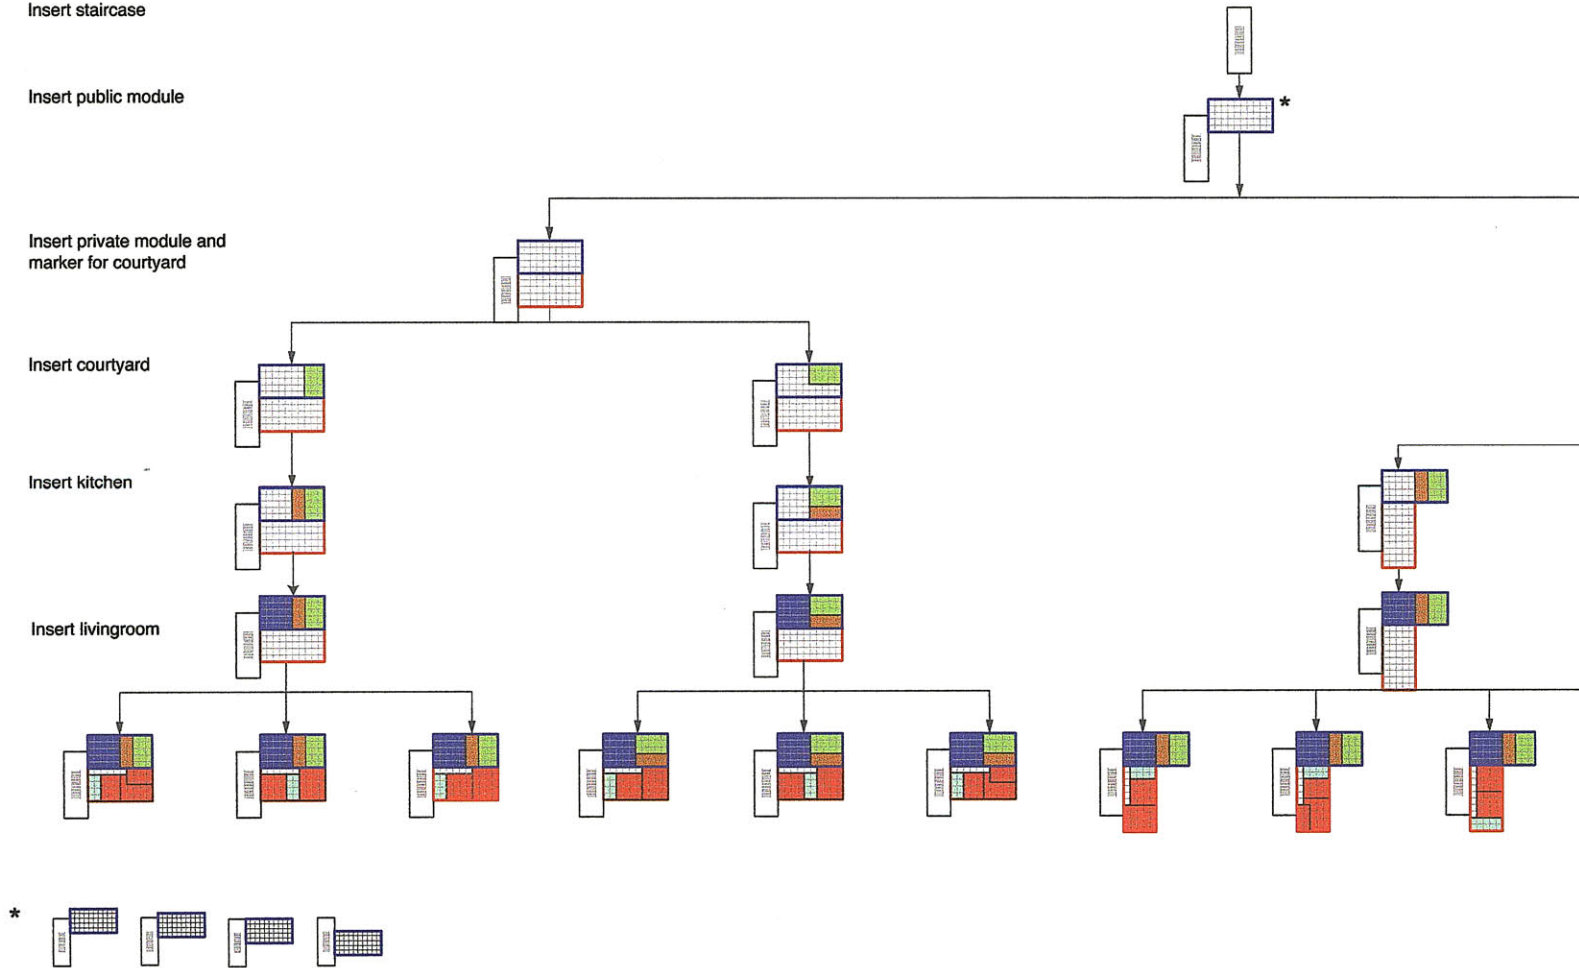 Insert staircase
Insert public module
*
Insert private module and
marker for courtyard
Insert courtyard
Insert kitchen
Insert livingroom
*